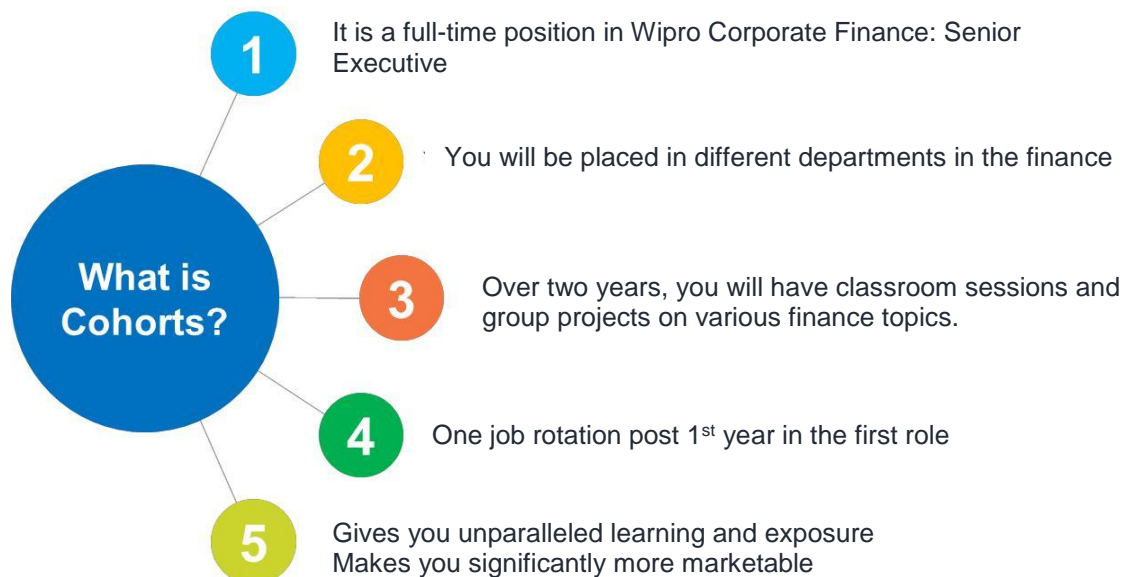 1
It is a full-time position in Wipro Corporate Finance: Senior
Executive
2
You will be placed in different departments in the finance
What is
Cohorts?
3
Over two years, you will have classroom sessions and
group projects on various finance topics.
4
One job rotation post 1st year in the first role
5
Gives you unparalleled learning and exposure
Makes you significantly more marketable